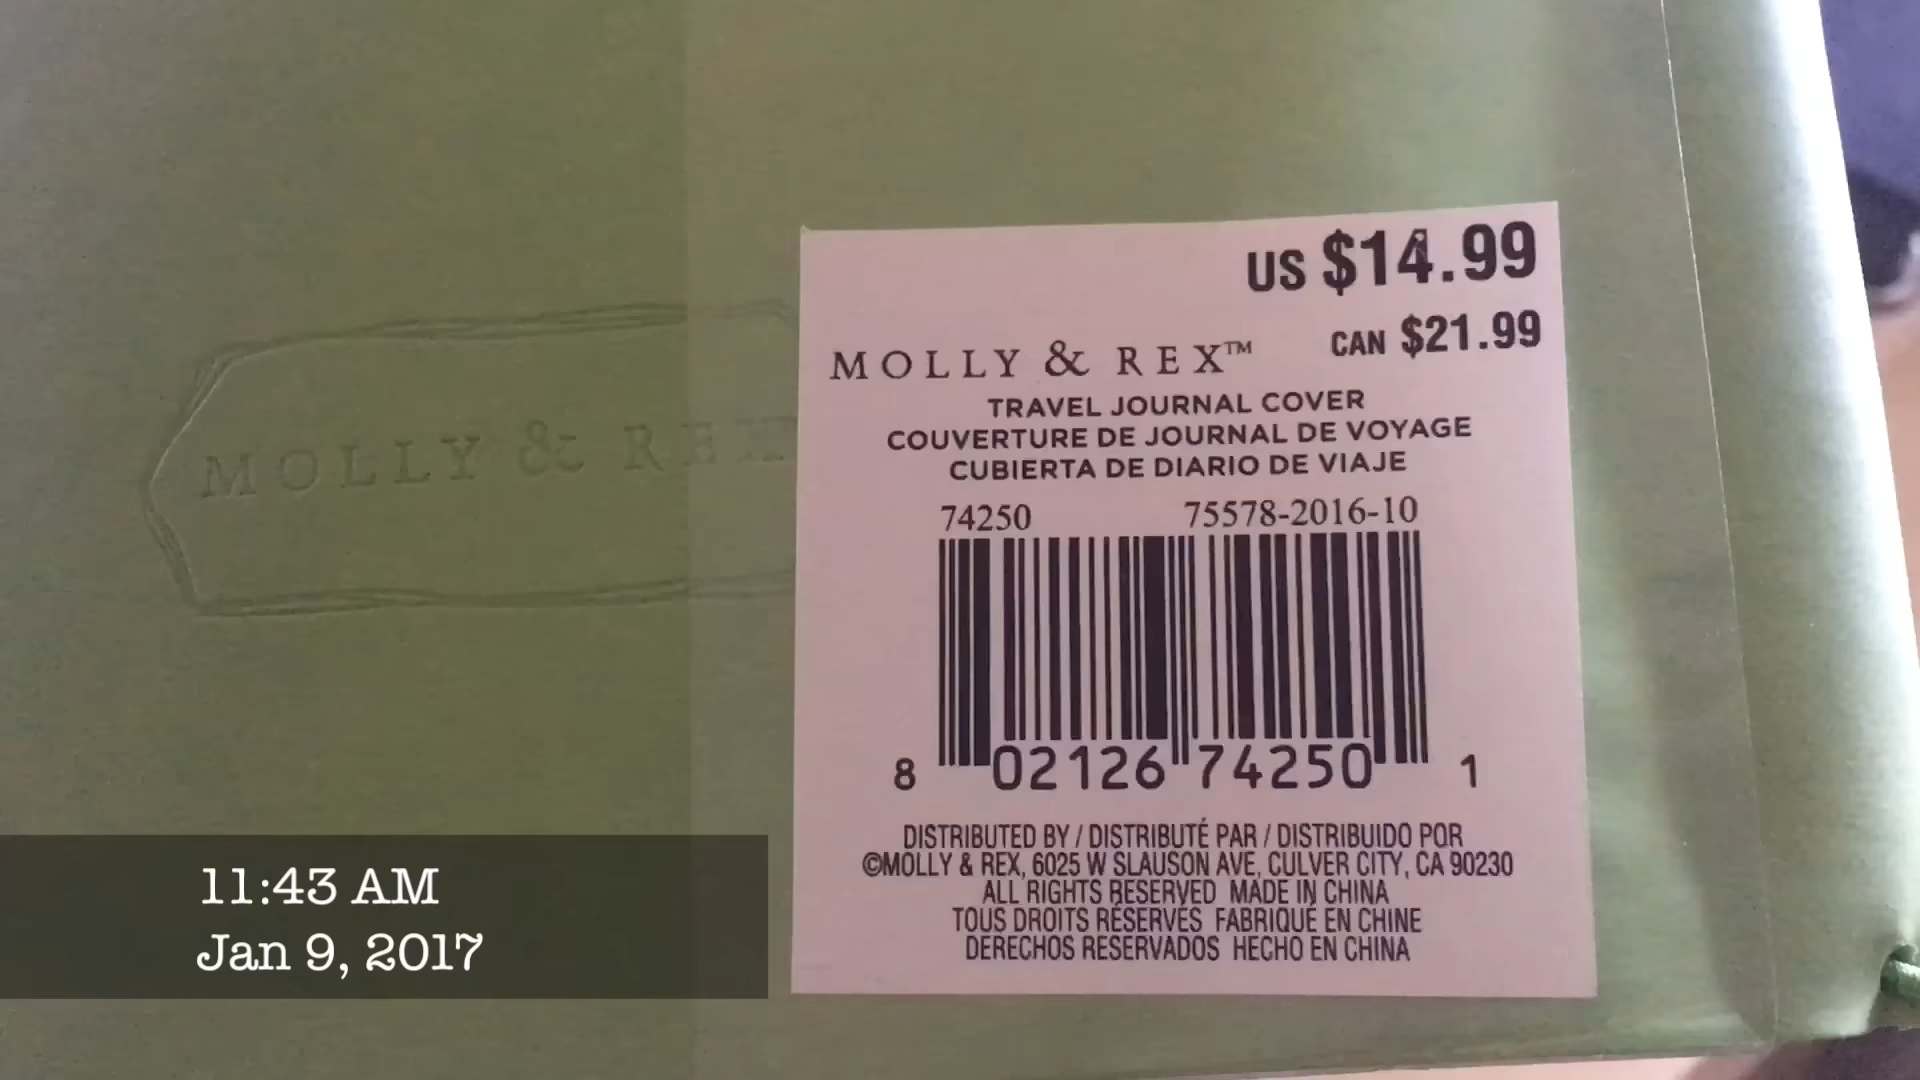 US $14.99
CAN $21.99
MOLLY & REX™
TRAVEL JOURNAL COVER
COUVERTURE DE JOURNAL DE VOYAGE
CUBIERTA DE DIARIO DE VIAJE
74250 75578-2016-10
8 02126 74250 1
DISTRIBUTED BY / DISTRIBUTÉ PAR / DISTRIBUIDO POR
©MOLLY & REX, 6025 W SLAUSON AVE, CULVER CITY, CA 90230
ALL RIGHTS RESERVED MADE IN CHINA
TOUS DROITS RÉSERVÉS FABRIQUÉ EN CHINE
DERECHOS RESERVADOS HECHO EN CHINA
MOLLY & REX
11:43 AM
Jan 9, 2017